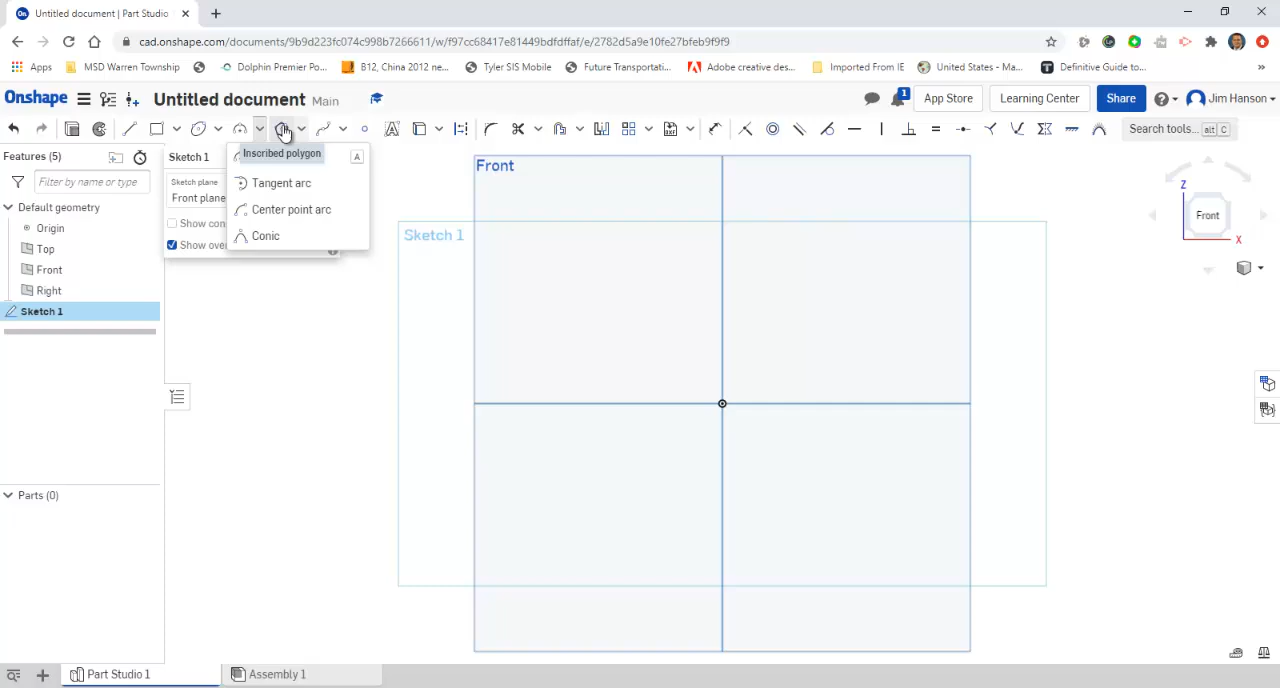 On Untitled document | Part Studio
cad.onshape.com/documents/9b9d223fc074c998b7266611/w/f97cc68417e81449bdfdffaf/e/2782d5a9e10fe27bfeb9f9f9
Apps MSD Warren Township Dolphin Premier Po... B12, China 2012 ne... Tyler SIS Mobile Future Transportati... Adobe creative des... Imported From IE United States - Ma... Definitive Guide to... »
Onshape Untitled document Main 1 App Store Learning Center Share Jim Hanson
Search tools... alt C
Features (5)
Filter by name or type
Default geometry
Origin
Top
Front
Right
Sketch 1
Parts (0)
Sketch 1
Sketch plane
Front plane
Show con
Show over
Inscribed polygon A
Tangent arc
Center point arc
Conic
Front
Sketch 1
Z
Front
X
Part Studio 1 Assembly 1